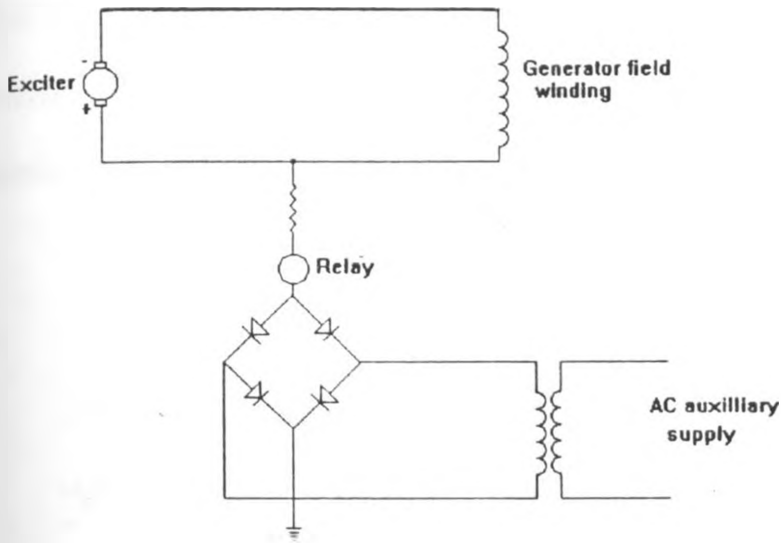 -
Exciter
+
Generator field
winding
Relay
AC auxilliary
supply